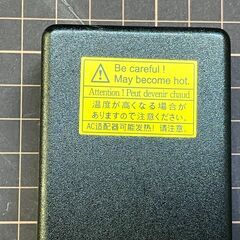 Be careful !
May become hot.
Attention ! Peut devenir chaud
温度が高くなる場合が
ありますので注意ください。
AC适配器可能发热! 请注意.